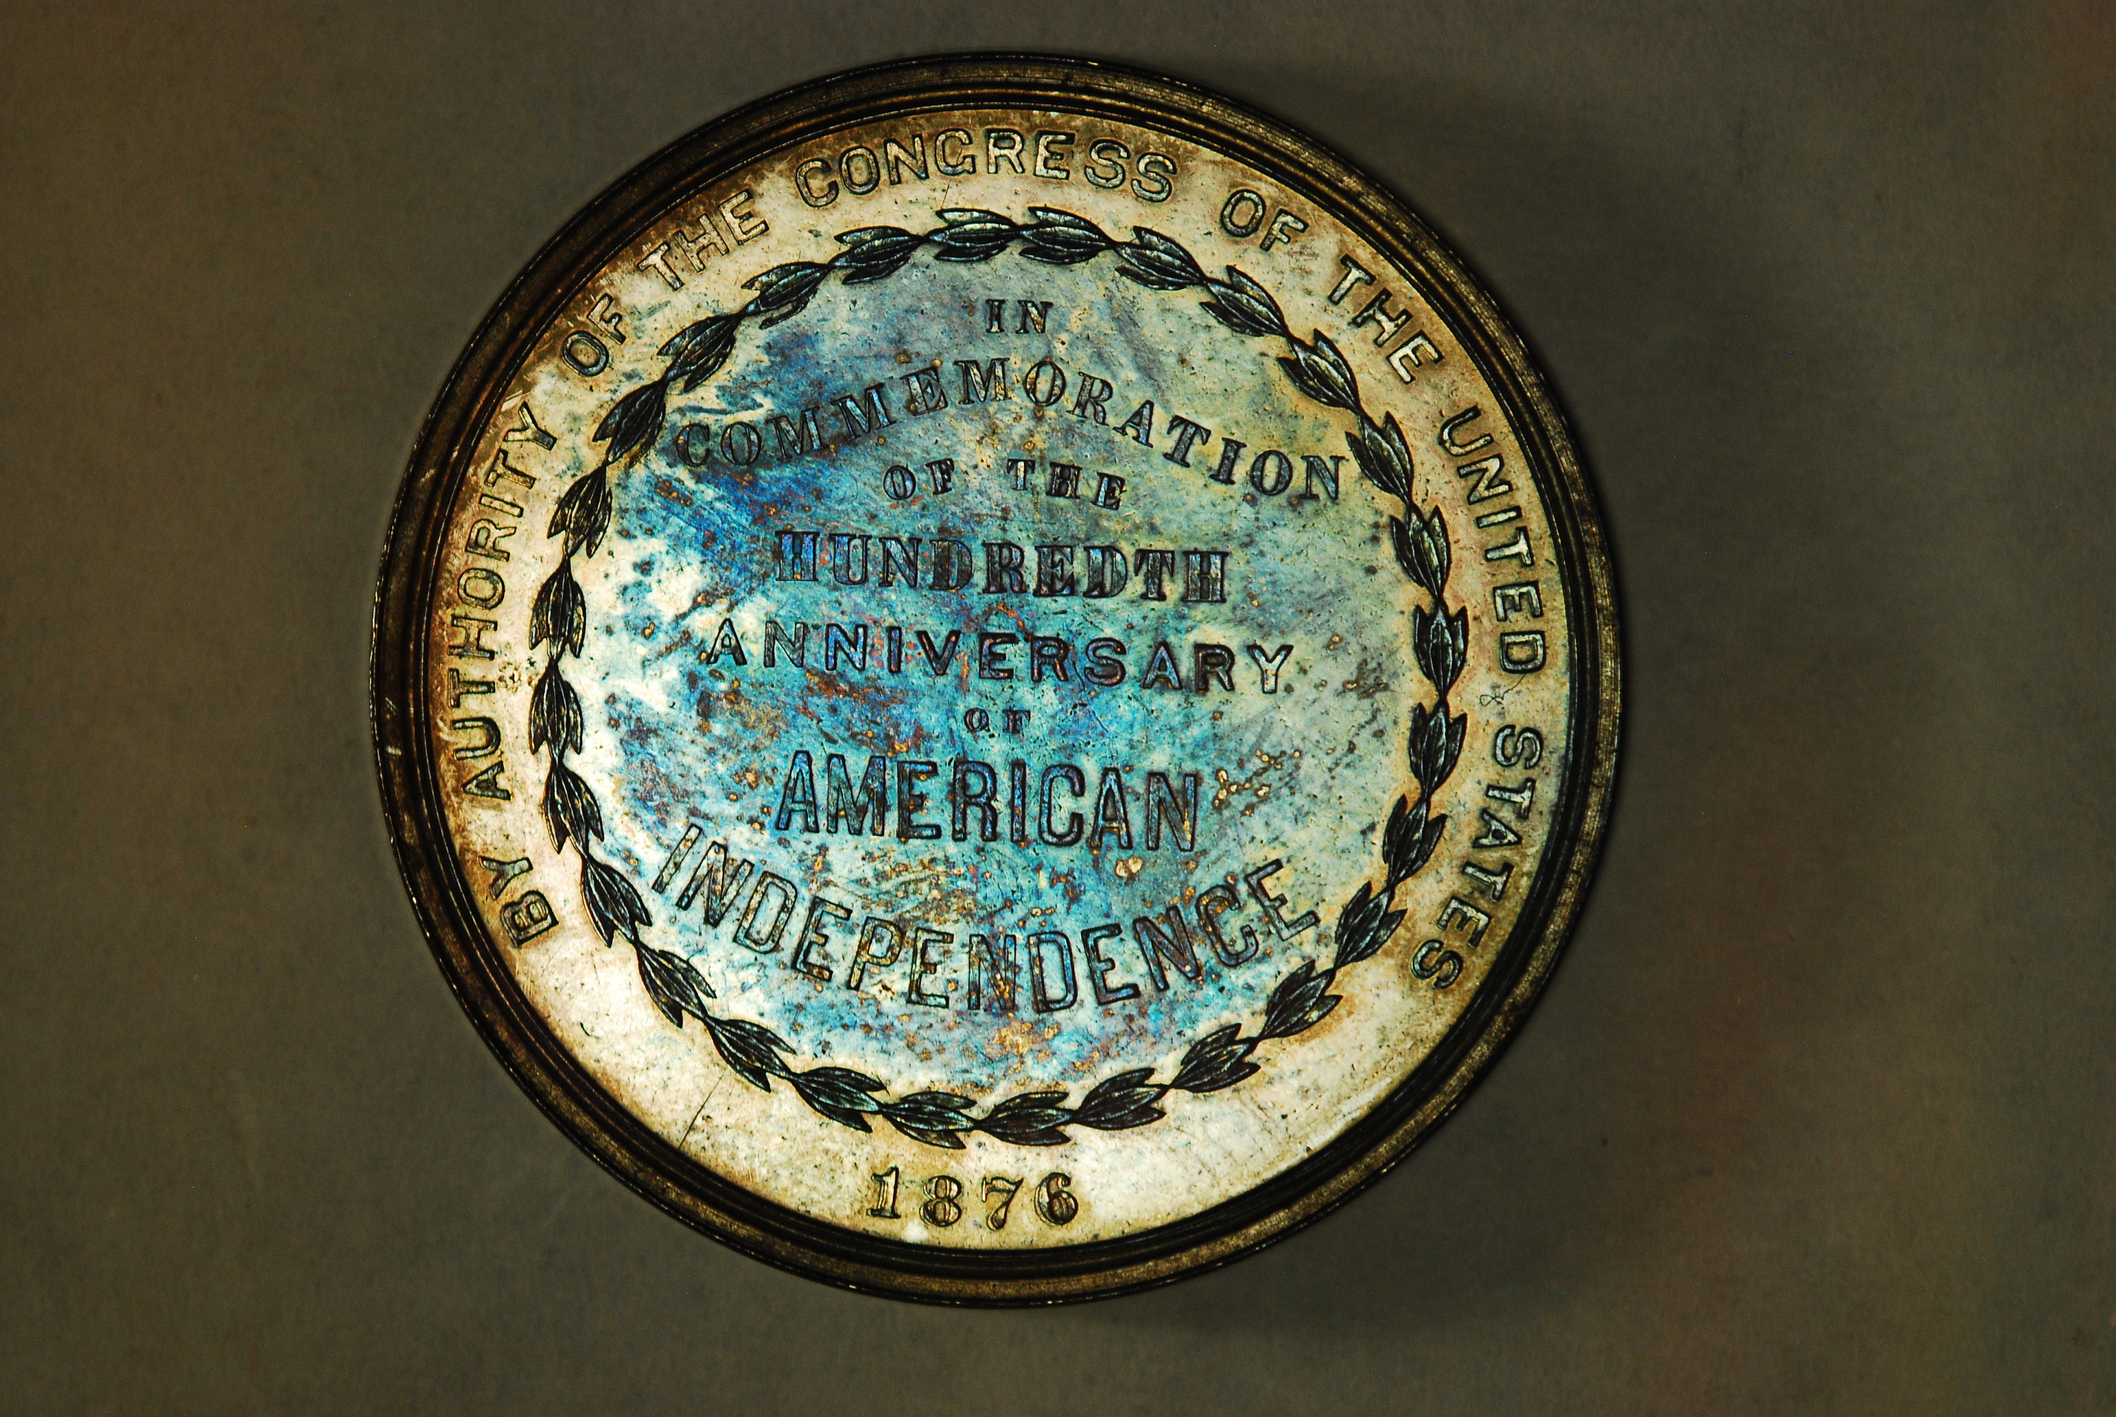 BY AUTHORITY OF THE CONGRESS OF THE UNITED STATES
IN
COMMEMORATION
OF THE
HUNDREDTH
ANNIVERSARY
OF
AMERICAN
INDEPENDENCE
1876